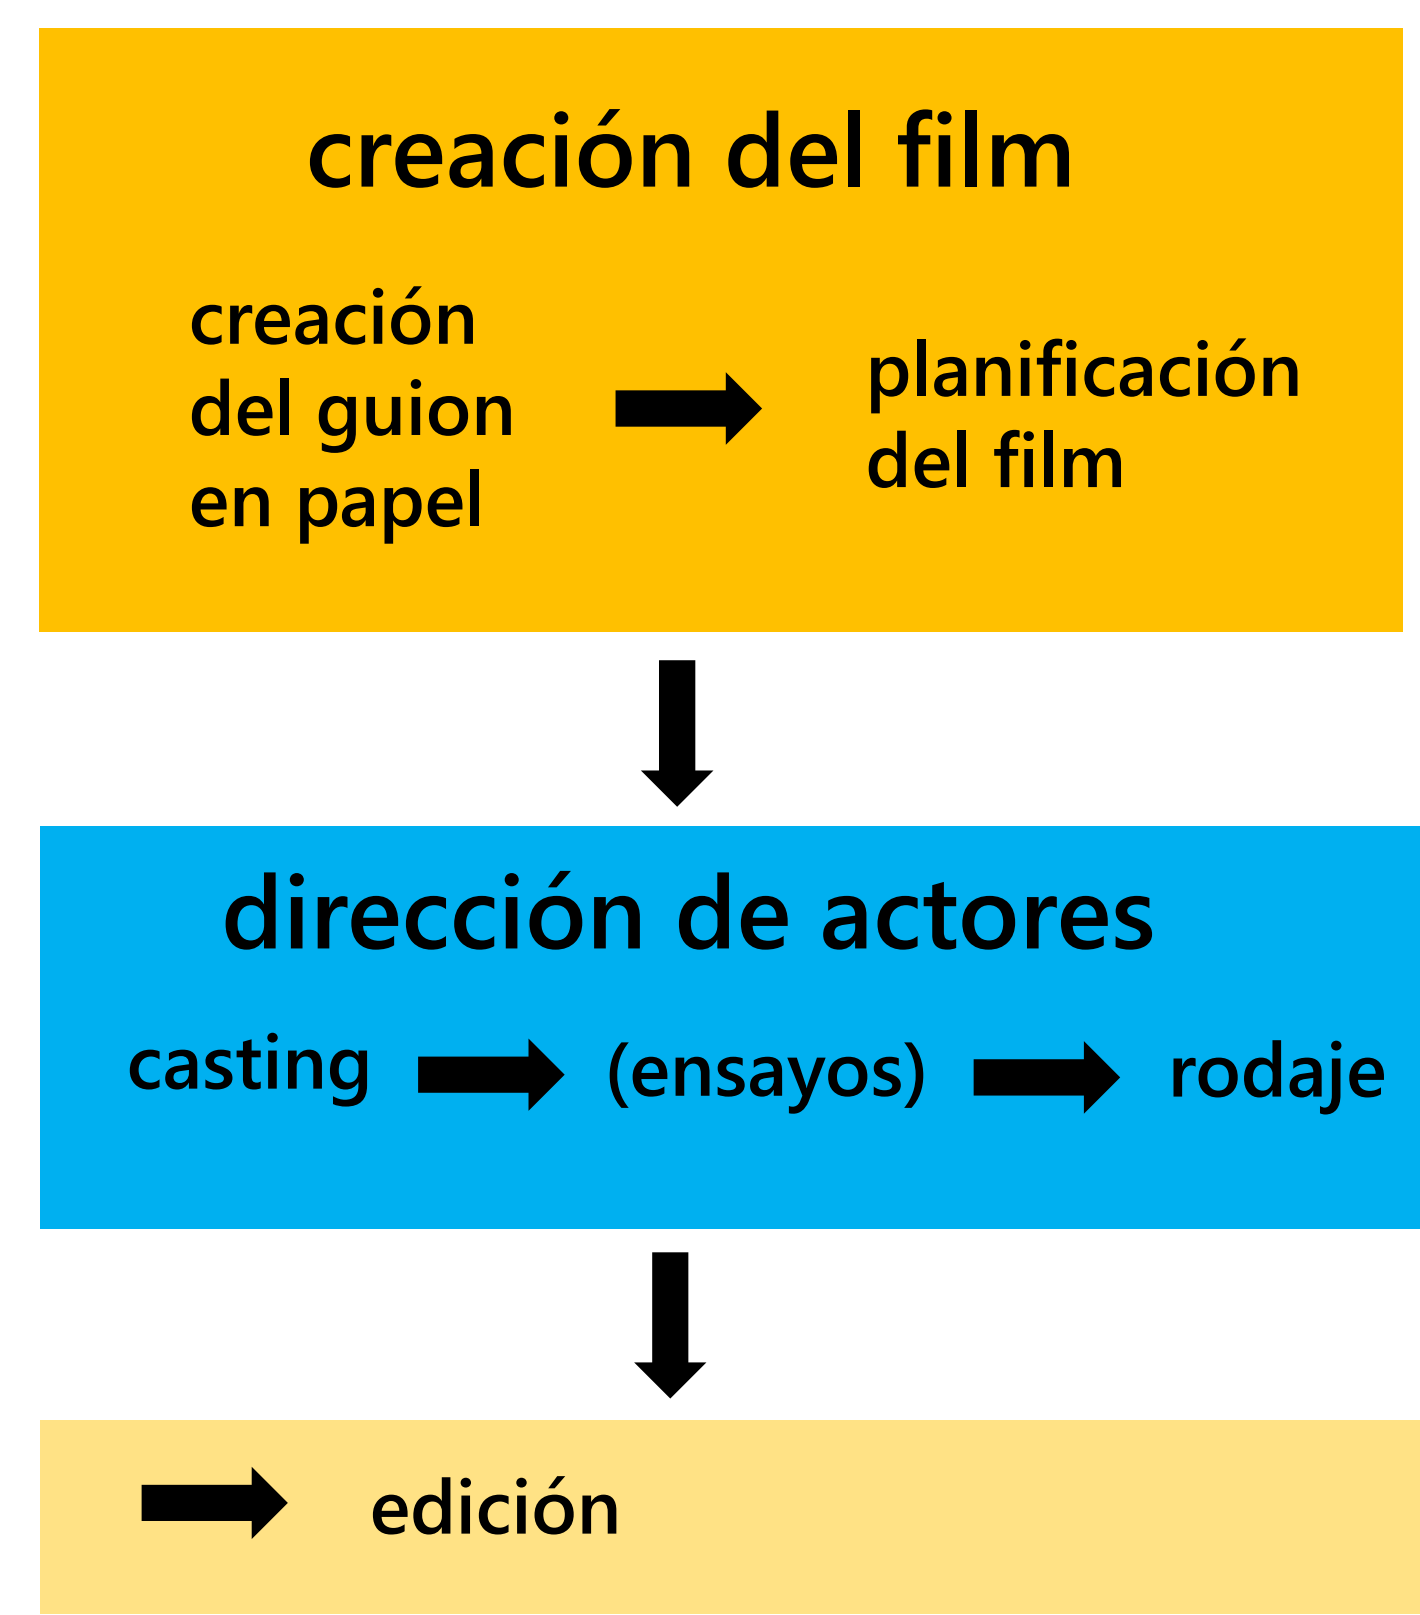 creación del film
creación
del guion
en papel
planificación
del film
dirección de actores
casting
(ensayos)
rodaje
edición